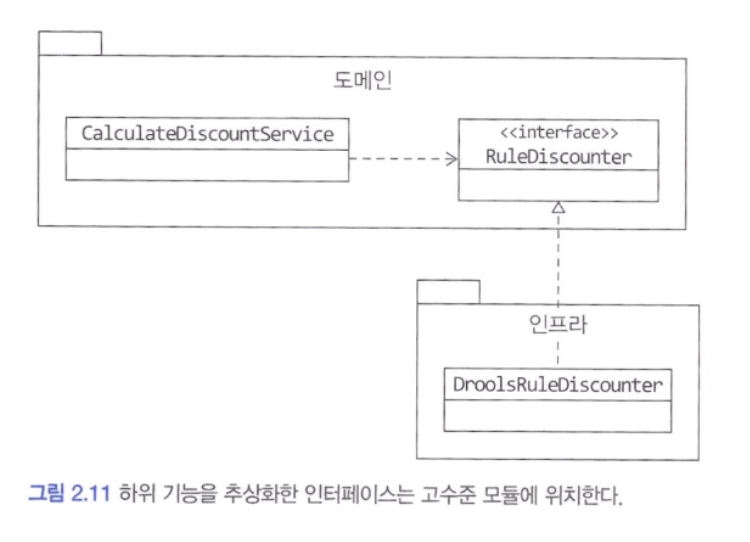 도메인
CalculateDiscountService
<<interface>>
RuleDiscounter
인프라
DroolsRuleDiscounter
그림 2.11 하위 기능을 추상화한 인터페이스는 고수준 모듈에 위치한다.